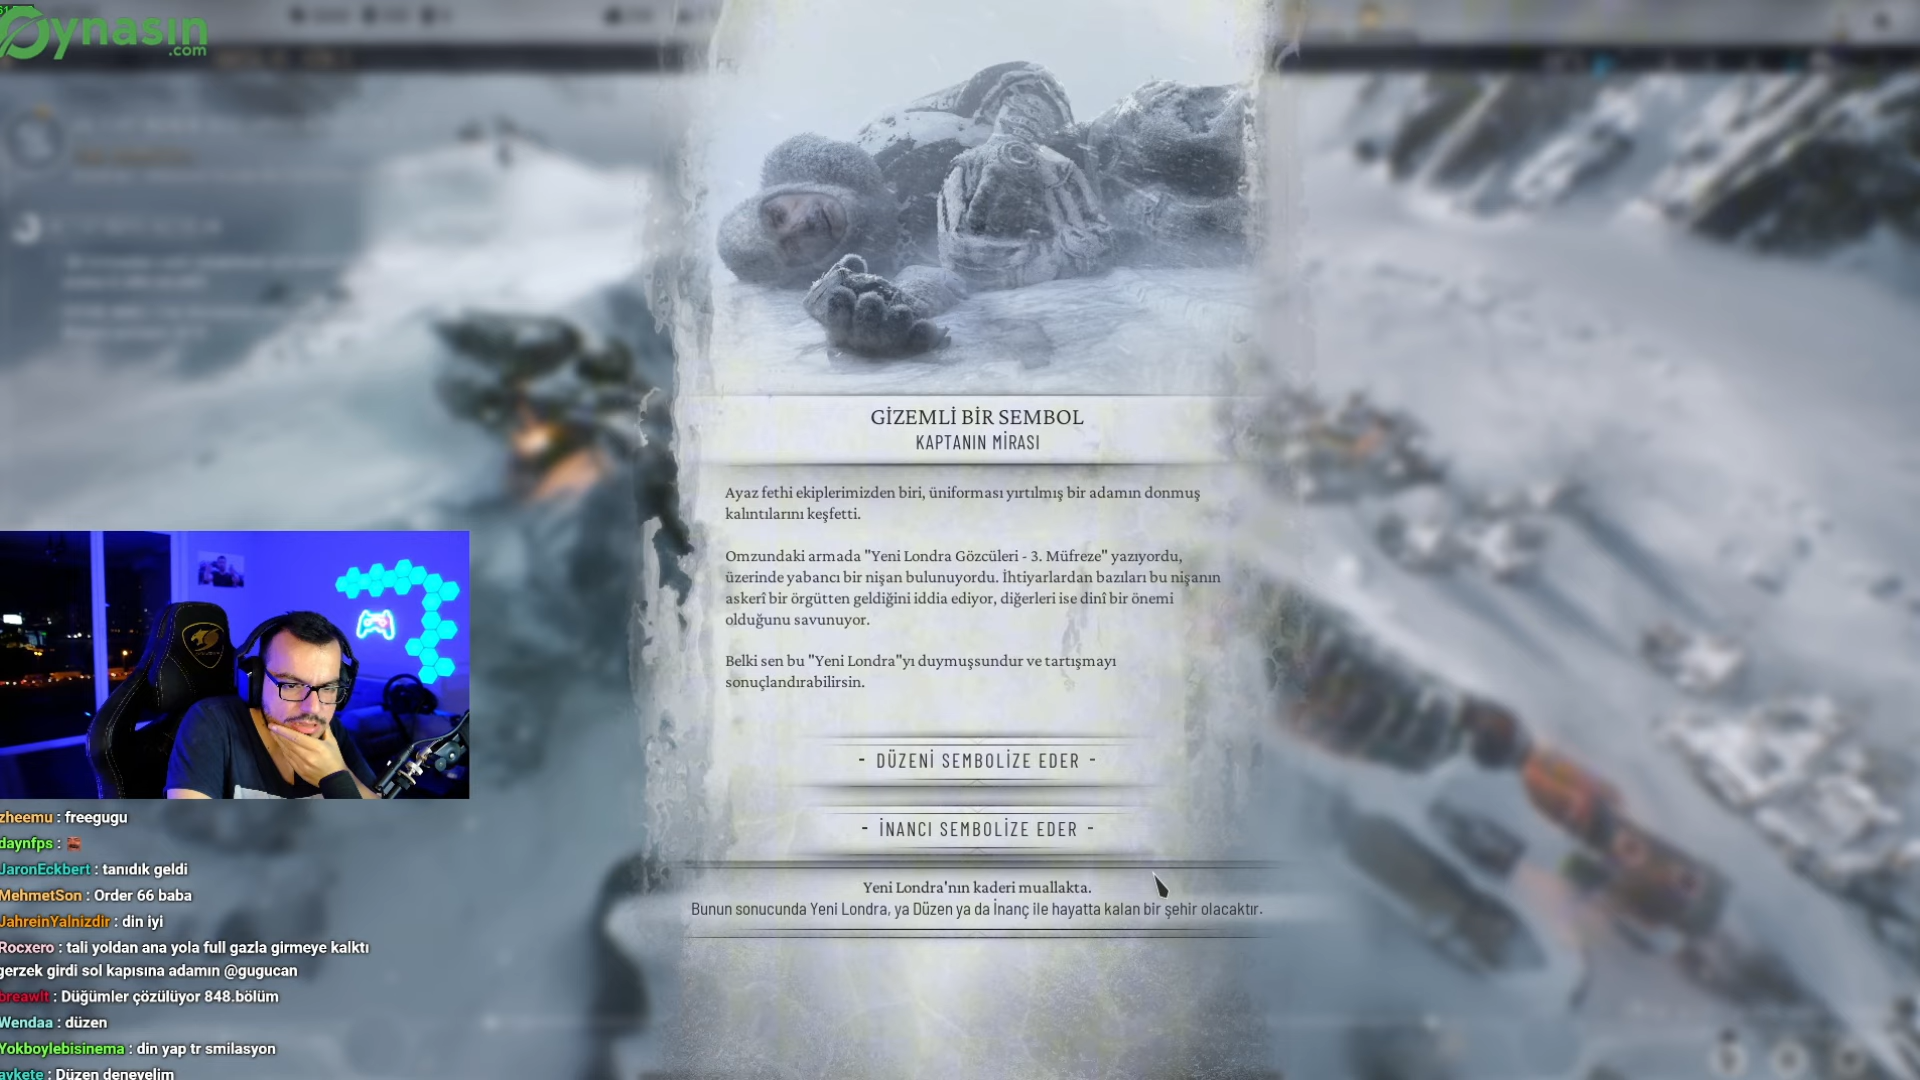 Oynasın
.com
GİZEMLİ BİR SEMBOL
KAPTANIN MİRASI
Ayaz fethi ekiplerimizden biri, üniforması yırtılmış bir adamın donmuş
kalıntılarını keşfetti.
Omzundaki armada "Yeni Londra Gözcüleri - 3. Müfreze" yazıyordu,
üzerinde yabancı bir nişan bulunuyordu. İhtiyarlardan bazıları bu nişanın
askerî bir örgütten geldiğini iddia ediyor, diğerleri ise dinî bir önemi
olduğunu savunuyor.
Belki sen bu "Yeni Londra"yı duymuşsundur ve tartışmayı
sonuçlandırabilirsin.
- DÜZENİ SEMBOLİZE EDER -
- İNANCI SEMBOLİZE EDER -
Yeni Londra'nın kaderi muallakta.
Bunun sonucunda Yeni Londra, ya Düzen ya da İnanç ile hayatta kalan bir şehir olacaktır.
zheemu : freegugu
daynfps :
JaronEckbert : tanıdık geldi
MehmetSon : Order 66 baba
JahreinYalnizdir : din iyi
Rocxero : tali yoldan ana yola full gazla girmeye kalktı
gerzek girdi sol kapısına adamın @gugucan
breawlt : Düğümler çözülüyor 848.bölüm
Wendaa : düzen
Yokboylebisinema : din yap tr smilasyon
aykete : Düzen deneyelim